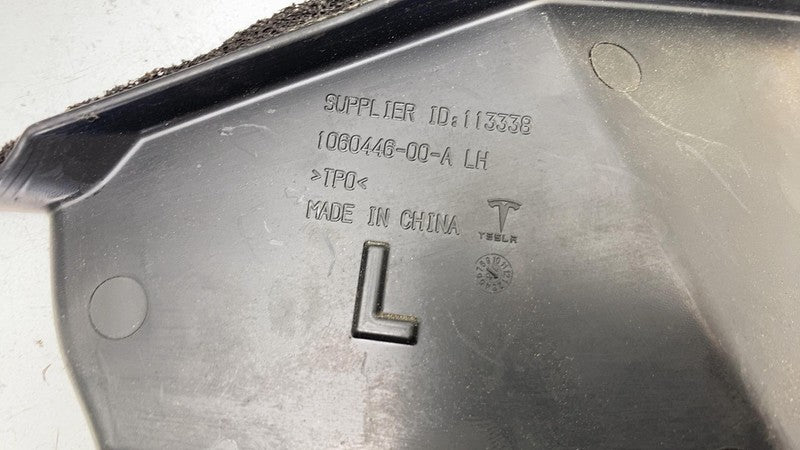 SUPPLIER ID:113338
1060446-00-A LH
>TPO<
MADE IN CHINA
TESLA
L